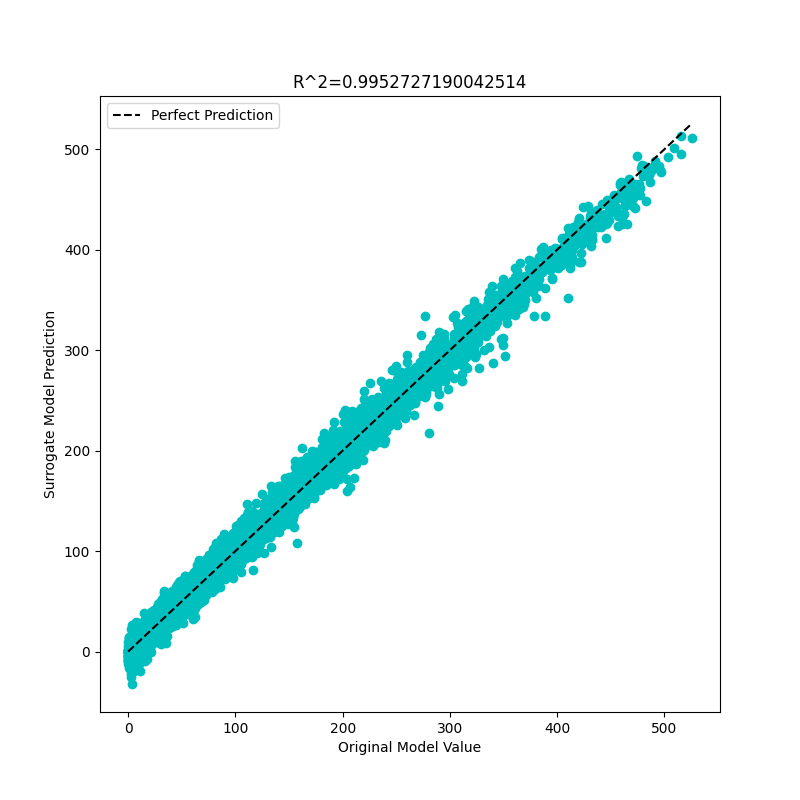 R^2=0.9952727190042514
Perfect Prediction
Surrogate Model Prediction
500
400
300
200
100
0
0 100 200 300 400 500
Original Model Value